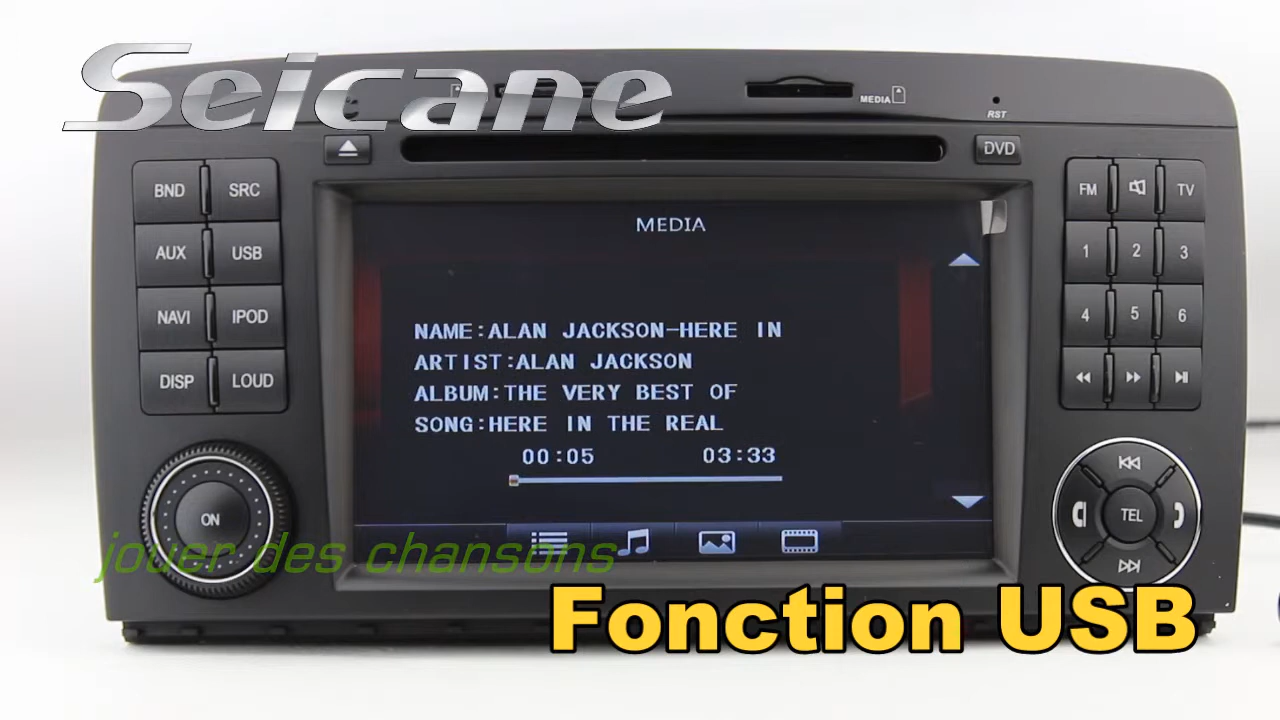 Seicane
MEDIA
RST
DVD
BND
SRC
AUX
USB
NAVI
IPOD
DISP
LOUD
ON
MEDIA
NAME:ALAN JACKSON-HERE IN
ARTIST:ALAN JACKSON
ALBUM:THE VERY BEST OF
SONG:HERE IN THE REAL
00:05 03:33
FM
TV
1 2 3
4 5 6
TEL
jouer des chansons
Fonction USB